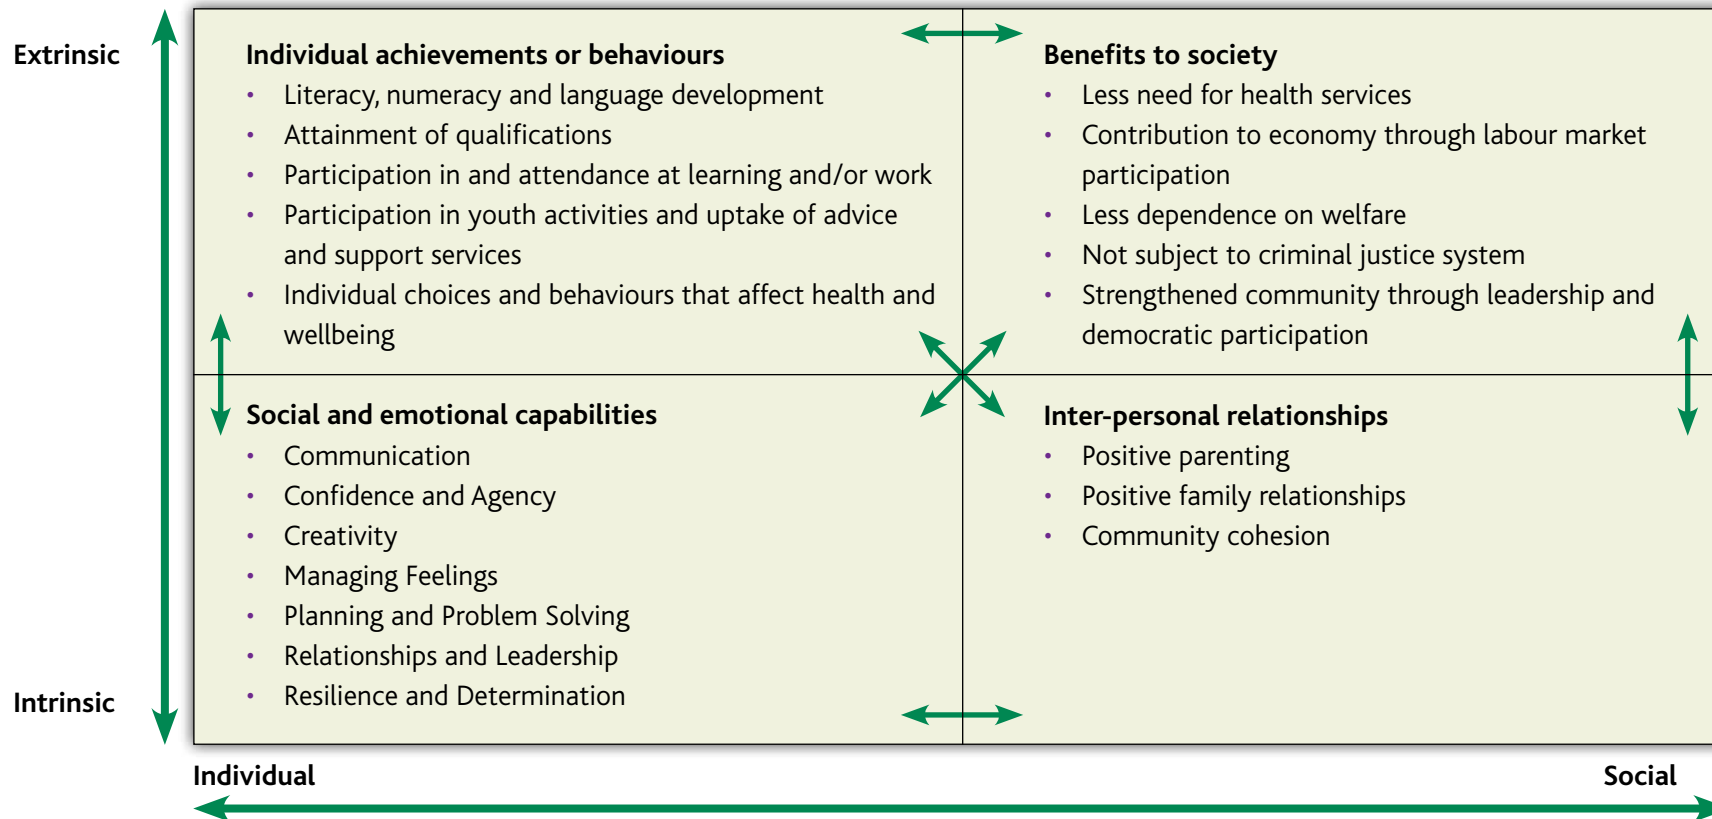 Extrinsic
Individual achievements or behaviours
• Literacy, numeracy and language development
• Attainment of qualifications
• Participation in and attendance at learning and/or work
• Participation in youth activities and uptake of advice
and support services
• Individual choices and behaviours that affect health and
wellbeing
Benefits to society
• Less need for health services
• Contribution to economy through labour market
participation
• Less dependence on welfare
• Not subject to criminal justice system
• Strengthened community through leadership and
democratic participation
Social and emotional capabilities
• Communication
• Confidence and Agency
• Creativity
• Managing Feelings
• Planning and Problem Solving
• Relationships and Leadership
• Resilience and Determination
Inter-personal relationships
• Positive parenting
• Positive family relationships
• Community cohesion
Intrinsic
Individual
Social